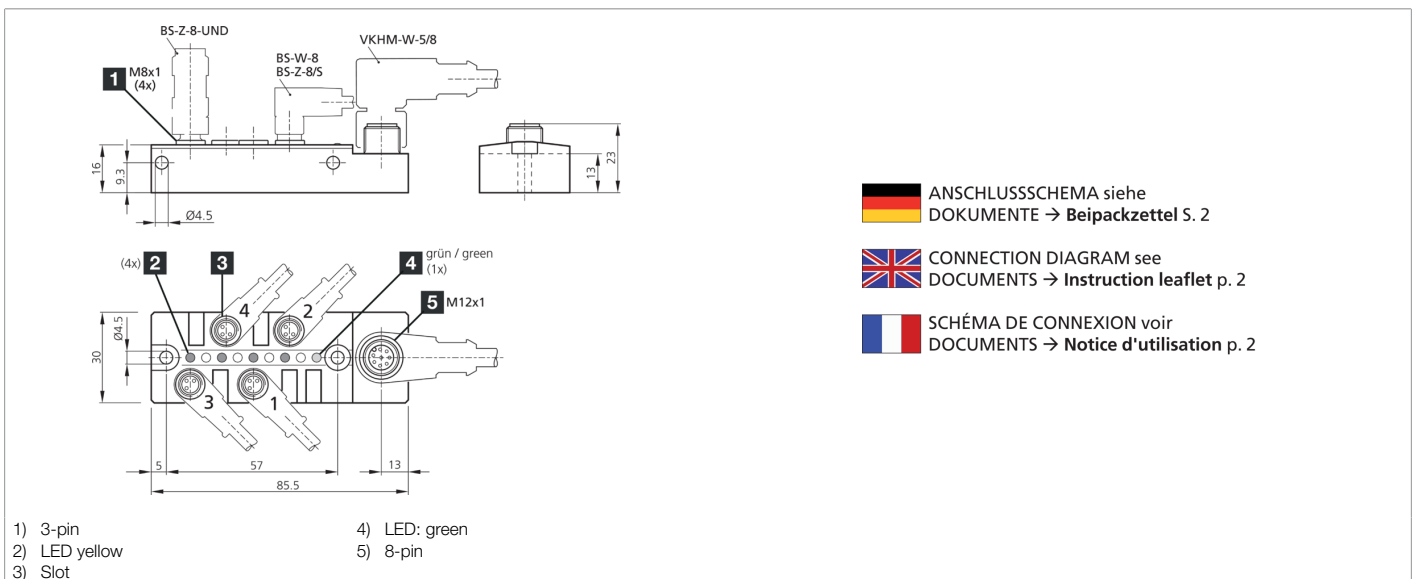 BS-Z-8-UND
VKHM-W-5/8
BS-W-8
BS-Z-8/S
1 M8x1
(4x)
16
9.3
Ø4.5
13
23
(4x) 2
3
4 grün / green
(1x)
5 M12x1
4
2
3
1
Ø4.5
30
5
57
13
85.5
ANSCHLUSSSCHEMA siehe
DOKUMENTE → Beipackzettel S. 2
CONNECTION DIAGRAM see
DOCUMENTS → Instruction leaflet p. 2
SCHÉMA DE CONNEXION voir
DOCUMENTS → Notice d'utilisation p. 2
1) 3-pin
2) LED yellow
3) Slot
4) LED: green
5) 8-pin